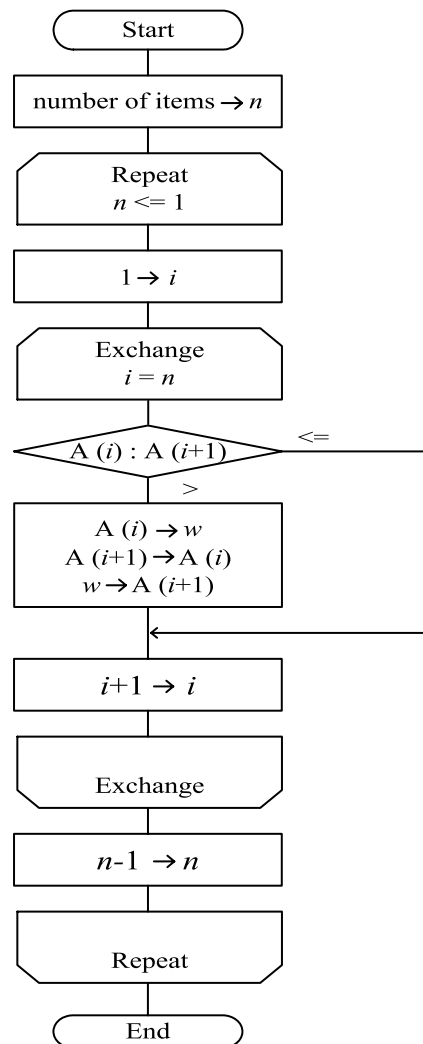 Start
number of items → n
Repeat
n <= 1
1 → i
Exchange
i = n
A (i) : A (i+1)
<=
>
A (i) → w
A (i+1) → A (i)
w → A (i+1)
i+1 → i
Exchange
n-1 → n
Repeat
End